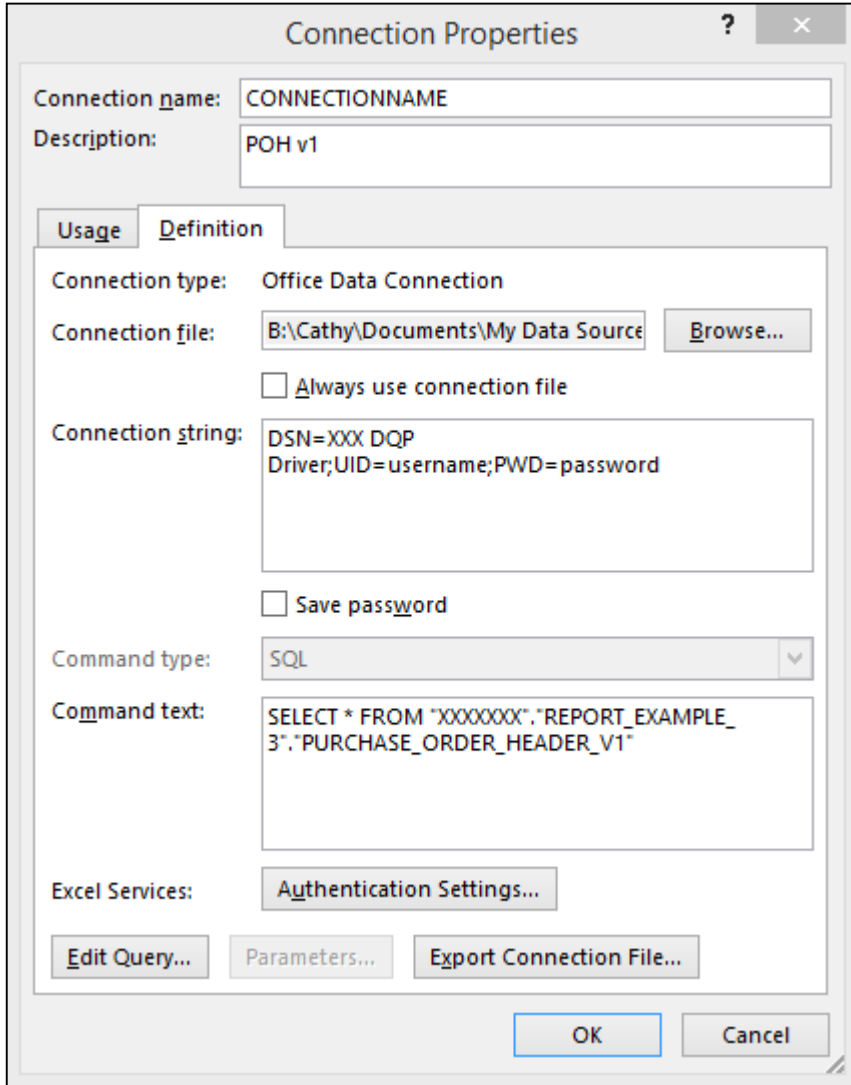 Connection Properties
?
×
Connection name: CONNECTIONNAME
Description: POH v1
Usage Definition
Connection type: Office Data Connection
Connection file: B:\Cathy\Documents\My Data Source Browse...
Always use connection file
Connection string: DSN=XXX DQP
Driver;UID=username;PWD=password
Save password
Command type: SQL
Command text: SELECT * FROM "XXXXXXX"."REPORT_EXAMPLE_
3"."PURCHASE_ORDER_HEADER_V1"
Excel Services: Authentication Settings...
Edit Query... Parameters... Export Connection File...
OK Cancel